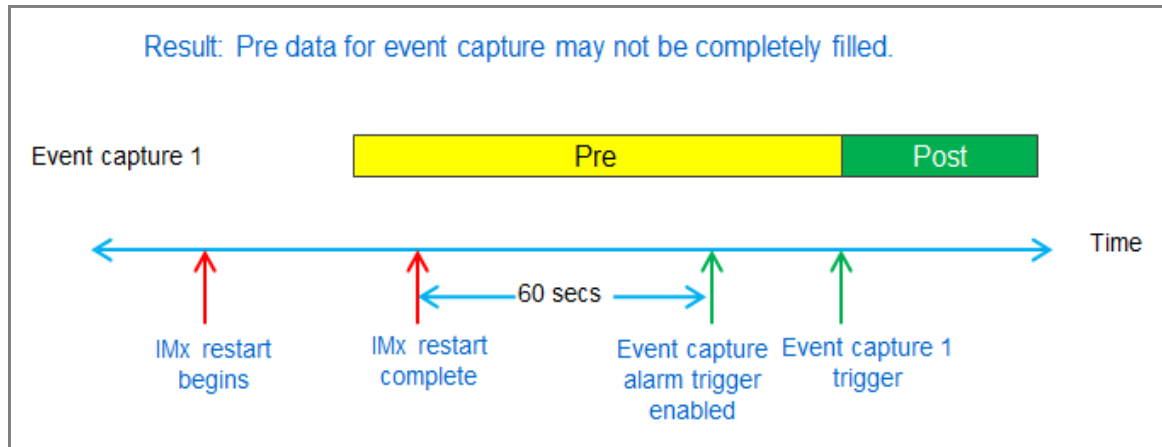 Result: Pre data for event capture may not be completely filled.
Event capture 1
Pre
Post
Time
60 secs
IMx restart
begins
IMx restart
complete
Event capture
alarm trigger
enabled
Event capture 1
trigger